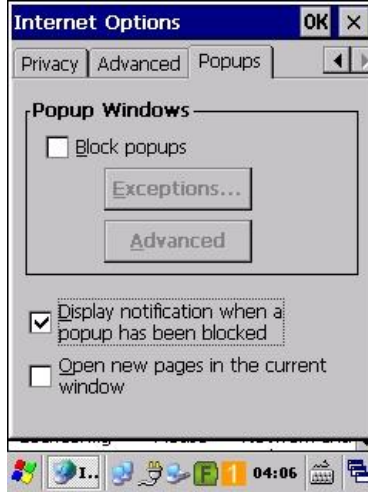 Internet Options OK ×
Privacy Advanced Popups
Popup Windows
Block popups
Exceptions...
Advanced
Display notification when a
popup has been blocked
Open new pages in the current
window
I.. F 1 04:06